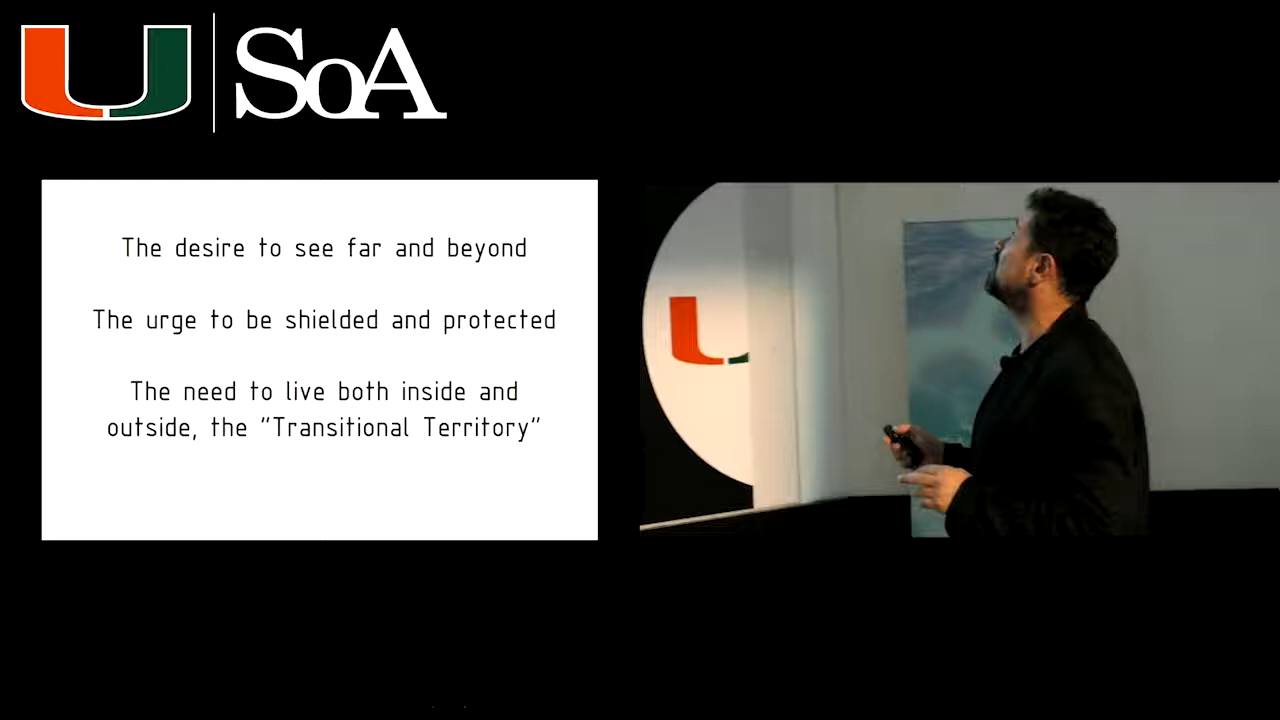 U SoA
The desire to see far and beyond
The urge to be shielded and protected
The need to live both inside and
outside, the "Transitional Territory"
U